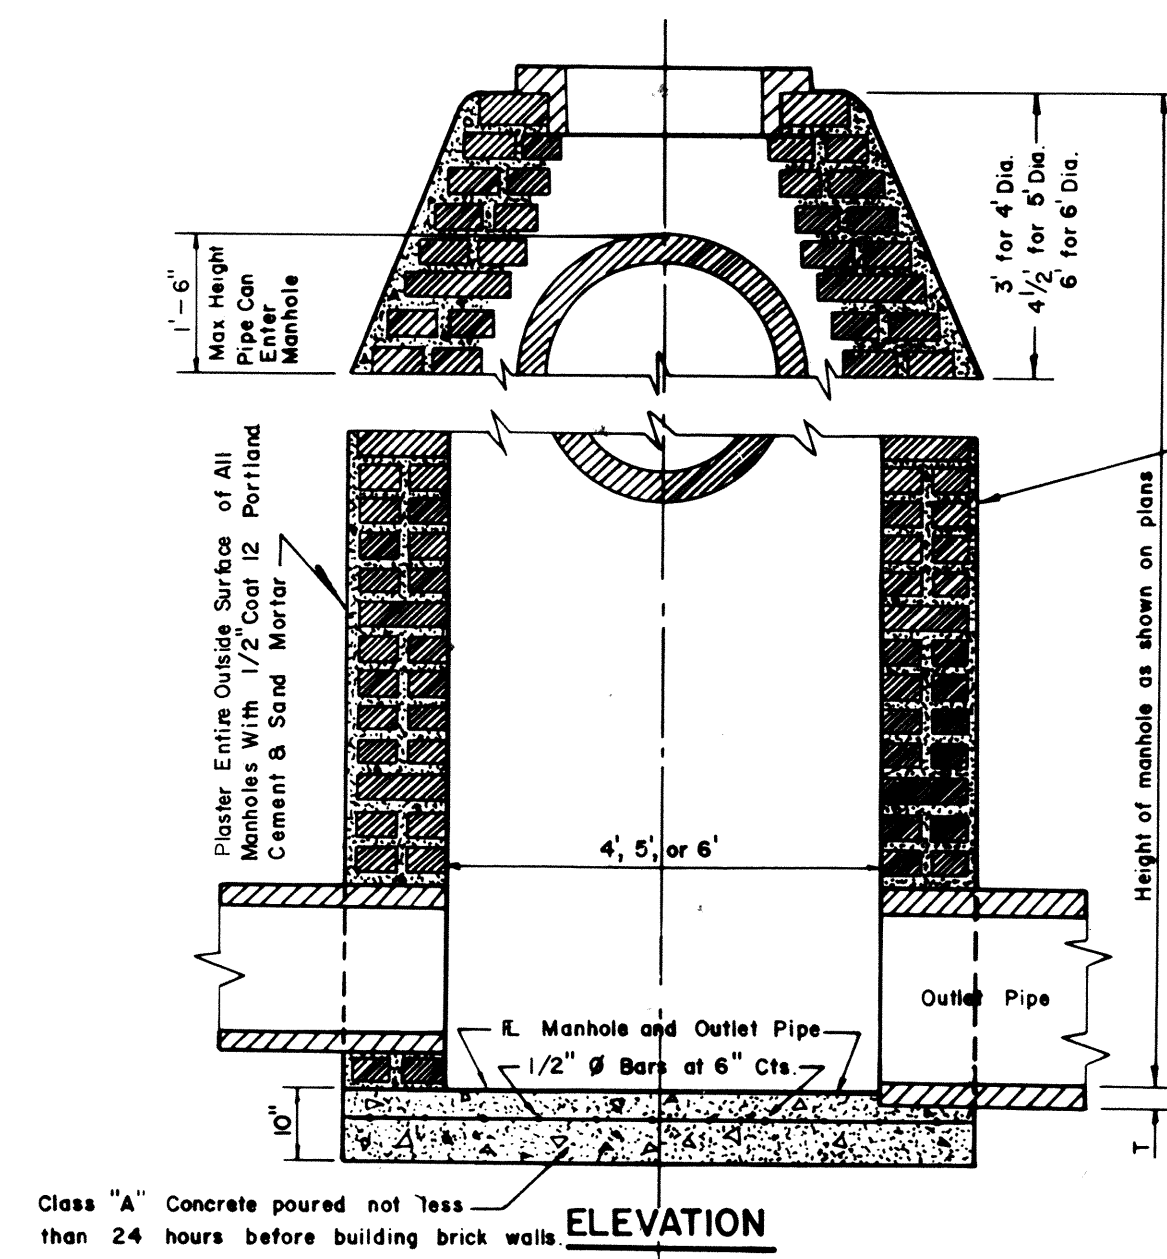 3' for 4' Dia.
4 1/2' for 5' Dia.
6' for 6' Dia.
1'-6"
Max Height
Pipe Can
Enter
Manhole
Plaster Entire Outside Surface of All
Manholes With 1/2" Coat 12 Portland
Cement & Sand Mortar
Height of manhole as shown on plans
4', 5', or 6'
Outlet Pipe
FL Manhole and Outlet Pipe
1/2" Ø Bars at 6" Cts.
10"
T
Class "A" Concrete poured not less
than 24 hours before building brick walls.
ELEVATION